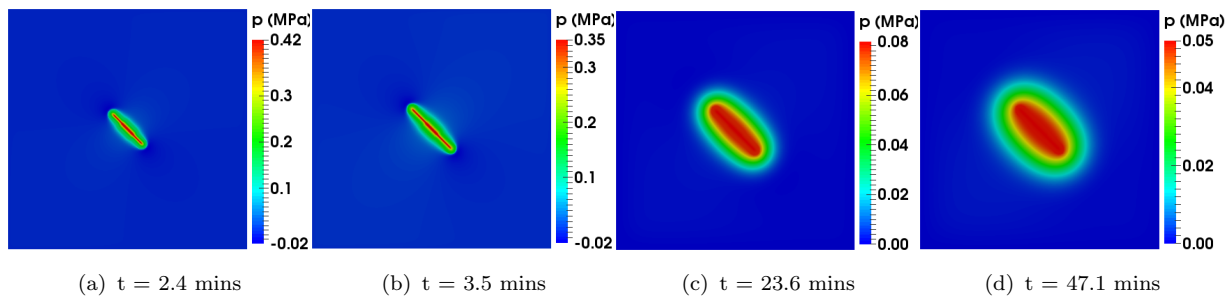 p (MPa)
0.42
0.3
0.2
0.1
-0.02
(a) t = 2.4 mins
p (MPa)
0.35
0.3
0.2
0.1
-0.02
(b) t = 3.5 mins
p (MPa)
0.08
0.06
0.04
0.02
0.00
(c) t = 23.6 mins
p (MPa)
0.05
0.04
0.02
0.00
(d) t = 47.1 mins